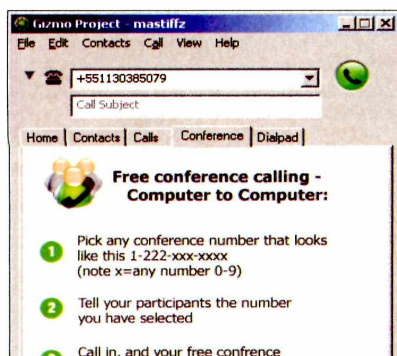 Gizmo Project - mastiffz
File Edit Contacts Call View Help
+551130385079
Call Subject
Home Contacts Calls Conference Dialpad
Free conference calling -
Computer to Computer:
1 Pick any conference number that looks
like this 1-222-xxx-xxxx
(note x=any number 0-9)
2 Tell your participants the number
you have selected
Call in, and your free confrence